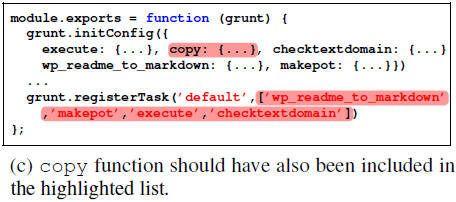 module.exports = function (grunt) {
grunt.initConfig({
execute: {...}, copy: {...}, checktextdomain: {...}
wp_readme_to_markdown: {...}, makepot: {...}})
...
grunt.registerTask('default',['wp_readme_to_markdown'
,'makepot','execute','checktextdomain'])
};
(c) copy function should have also been included in
the highlighted list.